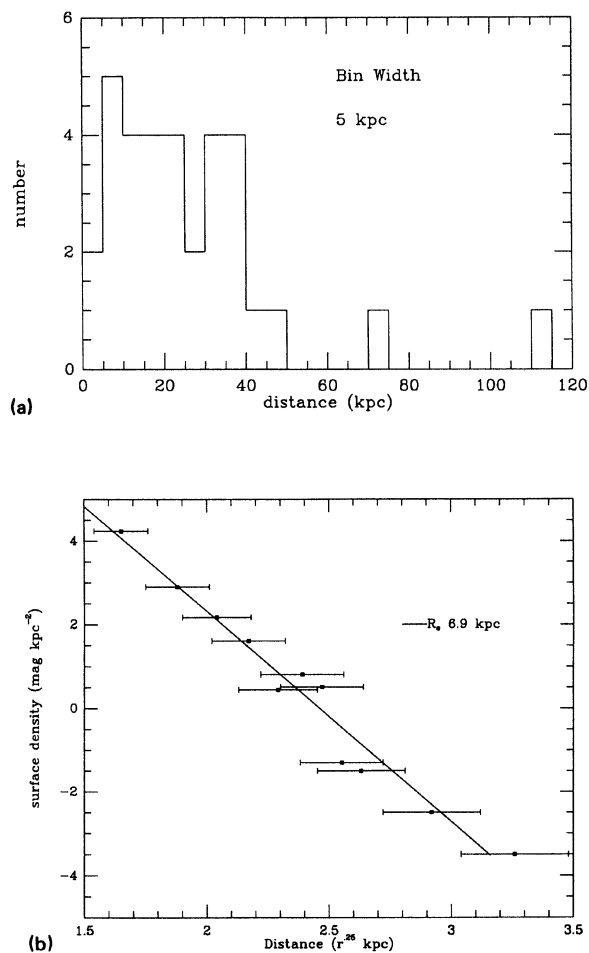 6
Bin Width
5 kpc
4
number
2
0
0 20 40 60 80 100 120
distance (kpc)
(a)
4
R_e 6.9 kpc
2
surface density (mag kpc^-2)
0
-2
-4
1.5 2 2.5 3 3.5
Distance (r^.25 kpc)
(b)